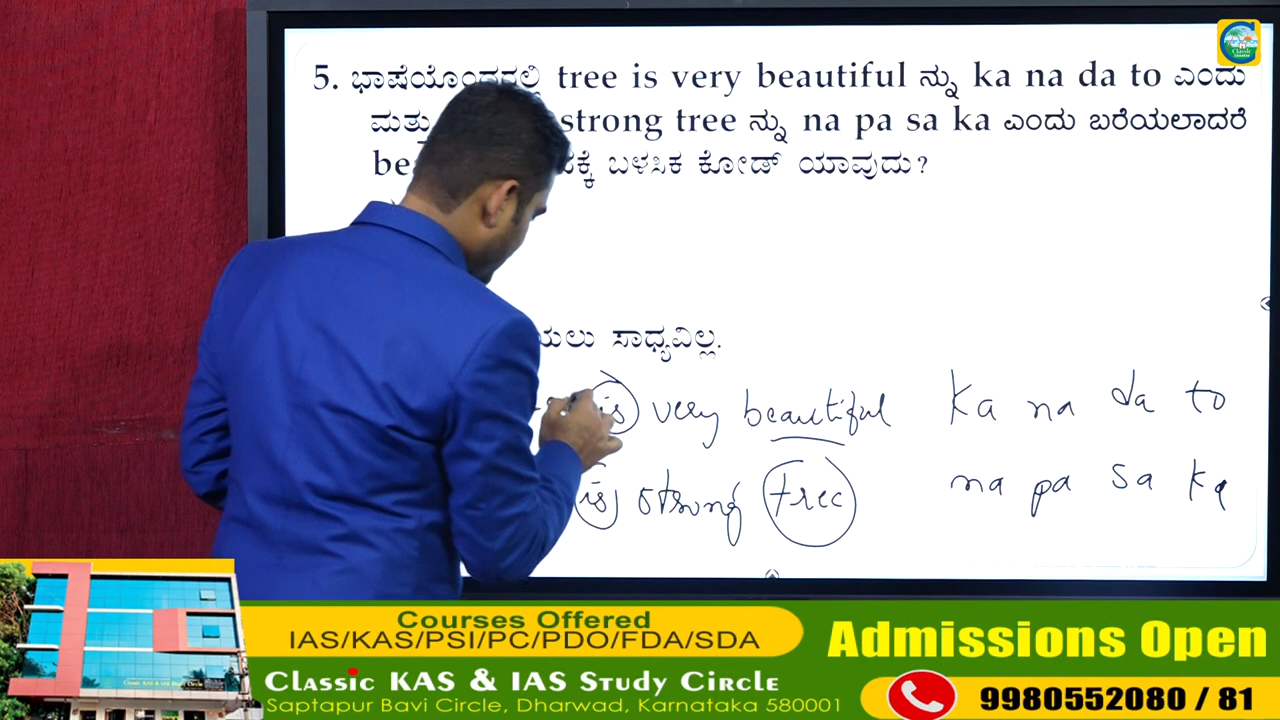 5. ಭಾಷೆಯೊಂದರಲ್ಲಿ tree is very beautiful ನ್ನು ka na da to ಎಂದು
ಮತ್ತು strong tree ನ್ನು na pa sa ka ಎಂದು ಬರೆಯಲಾದರೆ
ಬಳಸಿಕ ಕೋಡ್ ಯಾವುದು?
ಸಾಧ್ಯವಿಲ್ಲ.
is very beautiful ka na da to
is strong tree na pa sa ka
Classic
Courses Offered
IAS/KAS/PSI/PC/PDO/FDA/SDA
Classic KAS & IAS Study Circle
Saptapur Bavi Circle, Dharwad, Karnataka 580001
Admissions Open
9980552080 / 81